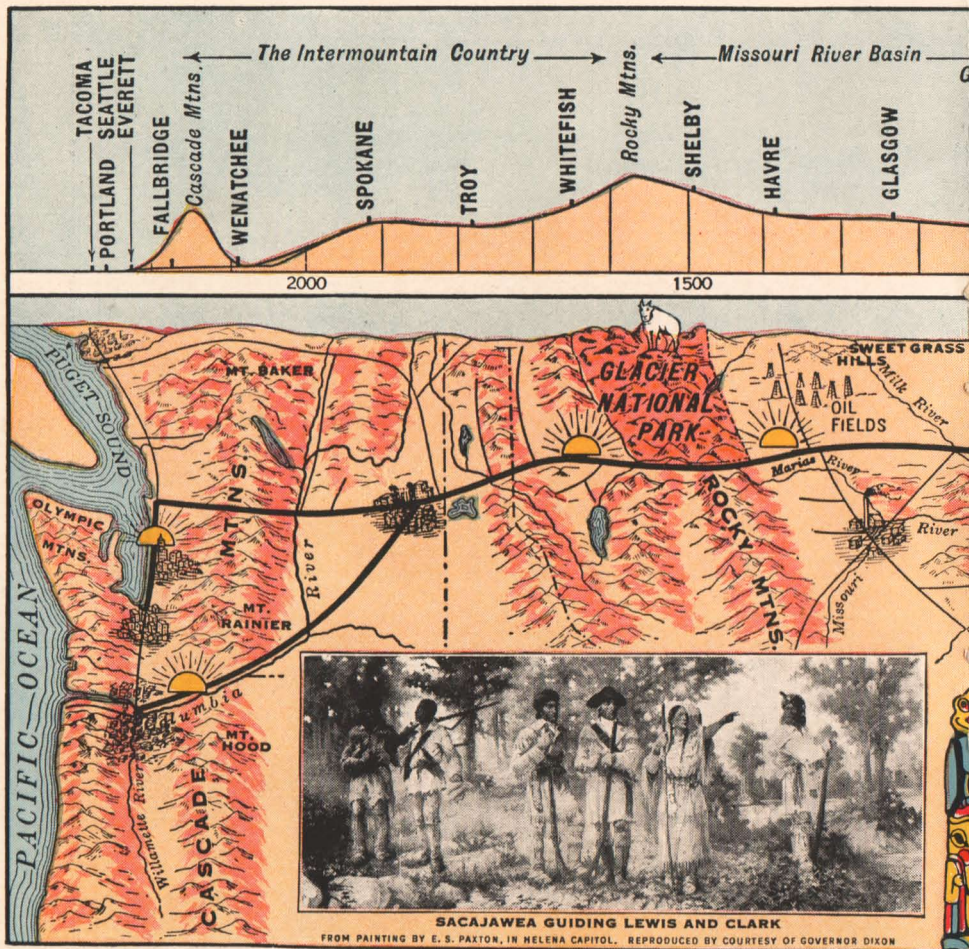 The Intermountain Country
Missouri River Basin
TACOMA
SEATTLE
EVERETT
PORTLAND
FALLBRIDGE
Cascade Mtns.
WENATCHEE
SPOKANE
TROY
WHITEFISH
Rocky Mtns.
SHELBY
HAVRE
GLASGOW
2000
1500
PUGET SOUND
MT. BAKER
GLACIER
NATIONAL
PARK
SWEET GRASS
HILLS
Milk River
OIL
FIELDS
Marias River
OLYMPIC
MTNS
MTNS
ROCKY MTNS.
River
River
Missouri
MT.
RAINIER
PACIFIC OCEAN
MT.
HOOD
Willamette River
CASCADE
SACAJAWEA GUIDING LEWIS AND CLARK
FROM PAINTING BY E. S. PAXTON, IN HELENA CAPITOL. REPRODUCED BY COURTESY OF GOVERNOR DIXON